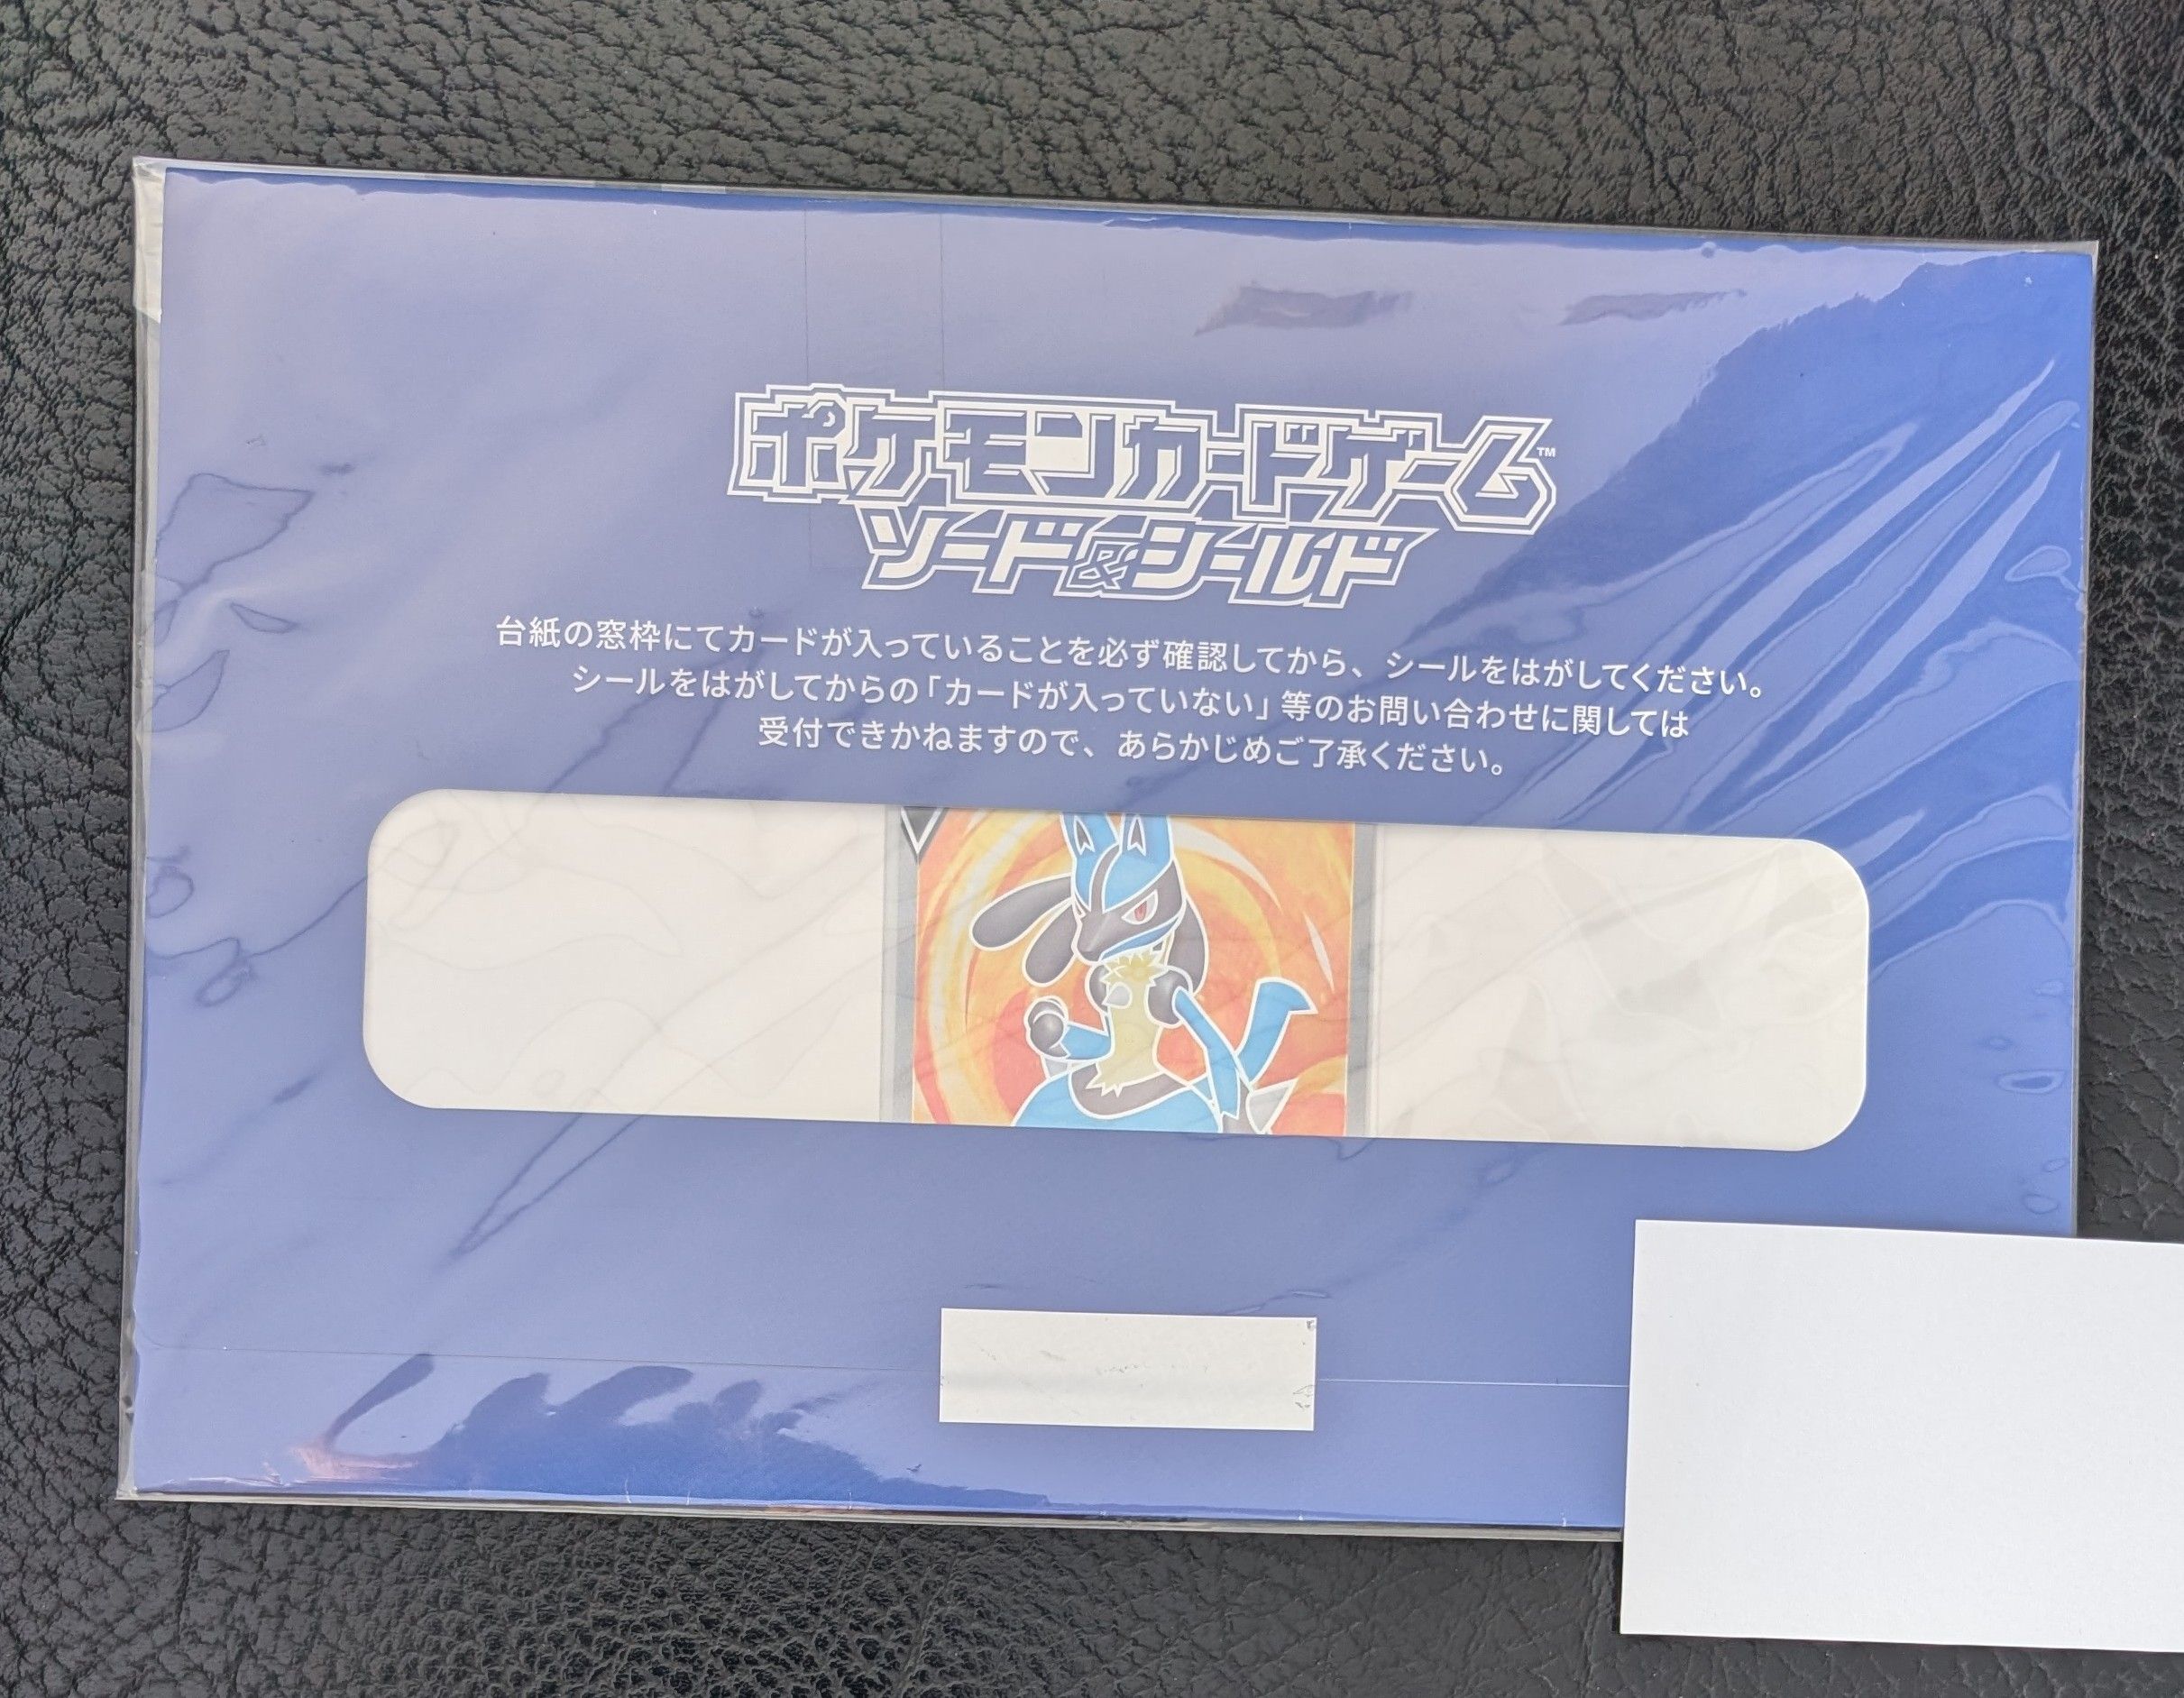 ポケモンカードゲーム™
ソード&シールド
台紙の窓枠にてカードが入っていることを必ず確認してから、シールをはがしてください。
シールをはがしてからの「カードが入っていない」等のお問い合わせに関しては
受付できかねますので、あらかじめご了承ください。